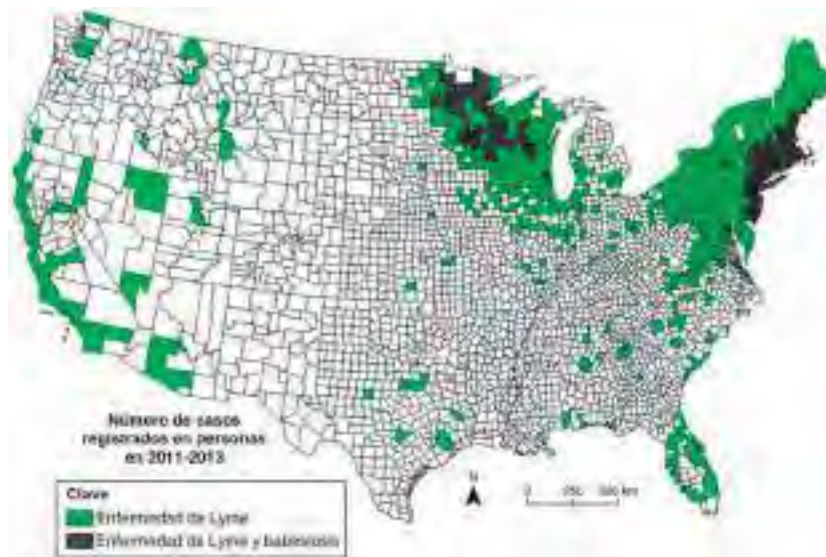 Número de casos
registrados en personas
en 2011-2013
Clave
Enfermedad de Lyme
Enfermedad de Lyme y babesiosis
N
0 250 500 km